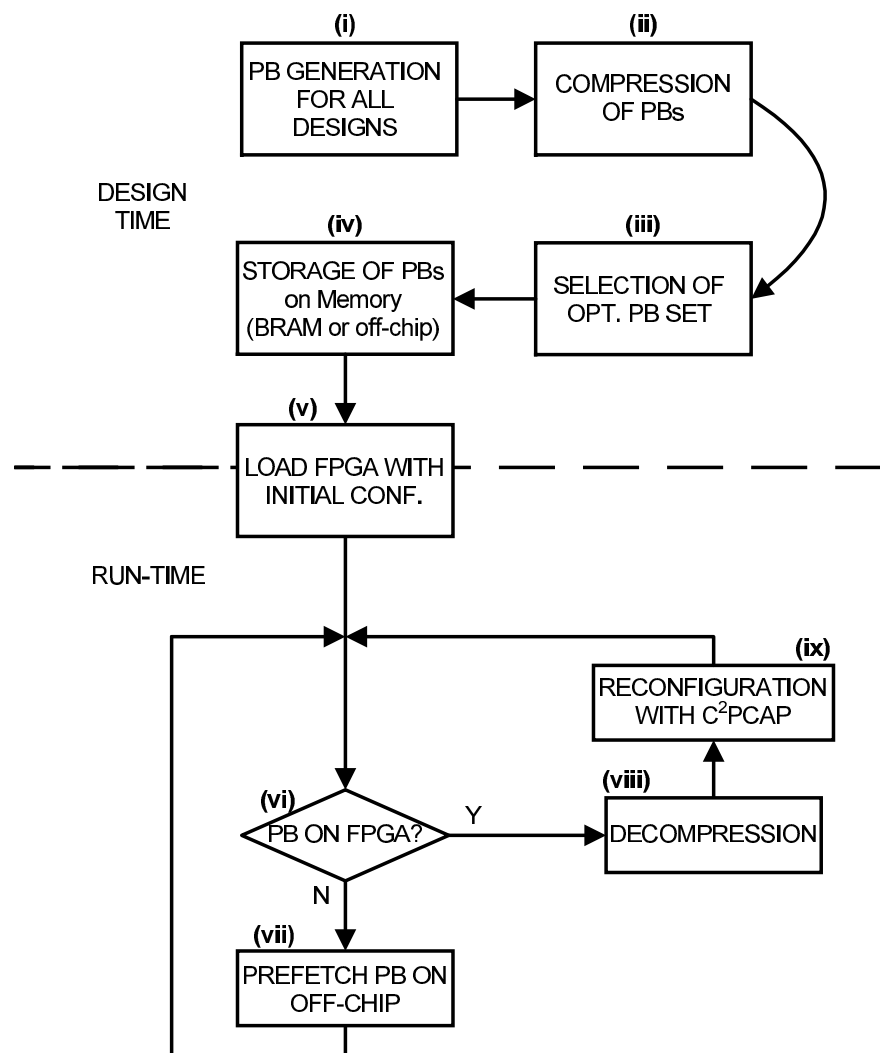 (i)
PB GENERATION
FOR ALL
DESIGNS
(ii)
COMPRESSION
OF PBs
DESIGN
TIME
(iii)
SELECTION OF
OPT. PB SET
(iv)
STORAGE OF PBs
on Memory
(BRAM or off-chip)
(v)
LOAD FPGA WITH
INITIAL CONF.
RUN-TIME
(vi)
PB ON FPGA?
Y
N
(vii)
PREFETCH PB ON
OFF-CHIP
(viii)
DECOMPRESSION
(ix)
RECONFIGURATION
WITH C²PCAP